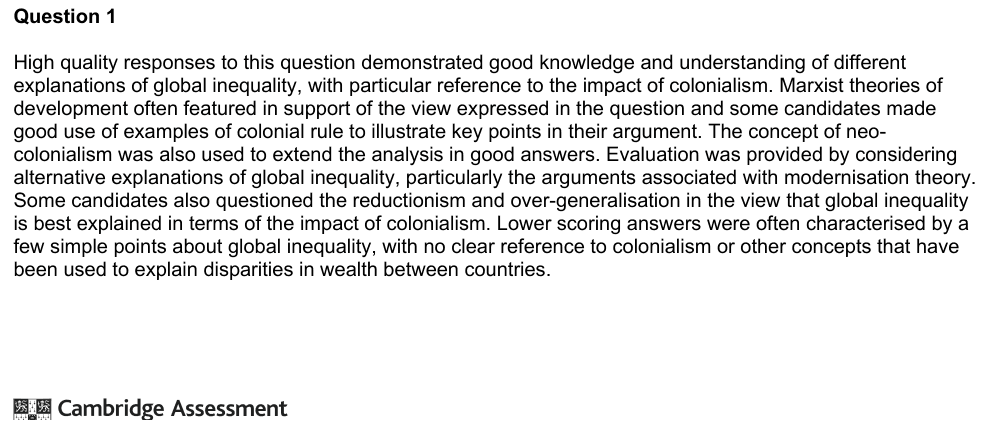 Question 1
High quality responses to this question demonstrated good knowledge and understanding of different
explanations of global inequality, with particular reference to the impact of colonialism. Marxist theories of
development often featured in support of the view expressed in the question and some candidates made
good use of examples of colonial rule to illustrate key points in their argument. The concept of neo-
colonialism was also used to extend the analysis in good answers. Evaluation was provided by considering
alternative explanations of global inequality, particularly the arguments associated with modernisation theory.
Some candidates also questioned the reductionism and over-generalisation in the view that global inequality
is best explained in terms of the impact of colonialism. Lower scoring answers were often characterised by a
few simple points about global inequality, with no clear reference to colonialism or other concepts that have
been used to explain disparities in wealth between countries.
Cambridge Assessment